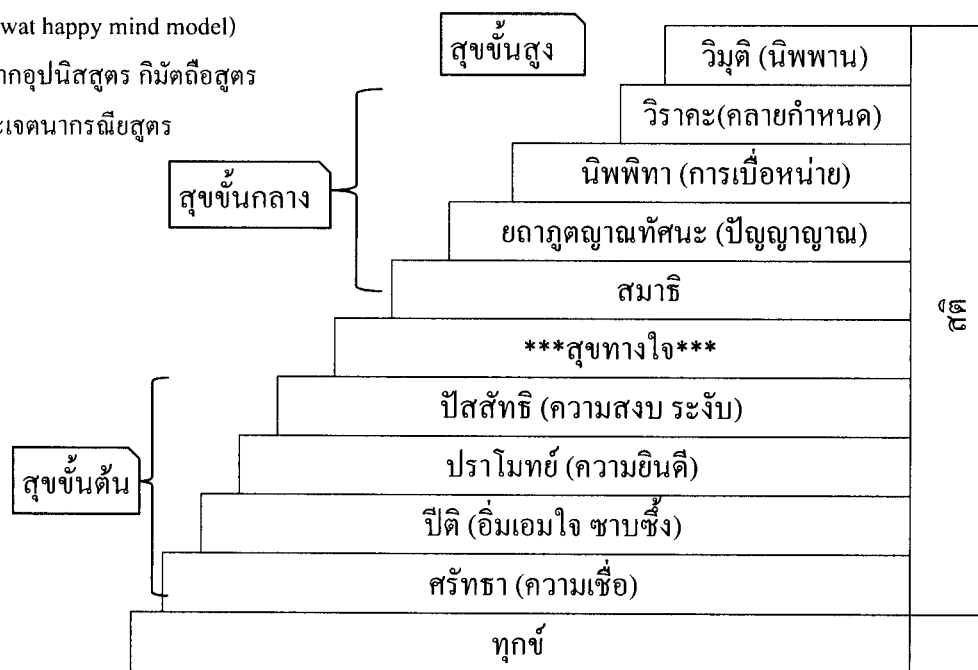 wat happy mind model)
ากอุปนิสสูตร กิมัตถือสูตร
ะเจตนากรณียสูตร
สุขขั้นสูง
วิมุติ (นิพพาน)
วิราคะ(คลายกำหนด)
สุขขั้นกลาง
นิพพิทา (การเบื่อหน่าย)
ยถาภูตญาณทัศนะ (ปัญญาญาณ)
สมาธิ
สติ
***สุขทางใจ***
ปัสสัทธิ (ความสงบ ระงับ)
ปราโมทย์ (ความยินดี)
สุขขั้นต้น
ปีติ (อิ่มเอมใจ ซาบซึ้ง)
ศรัทธา (ความเชื่อ)
ทุกข์